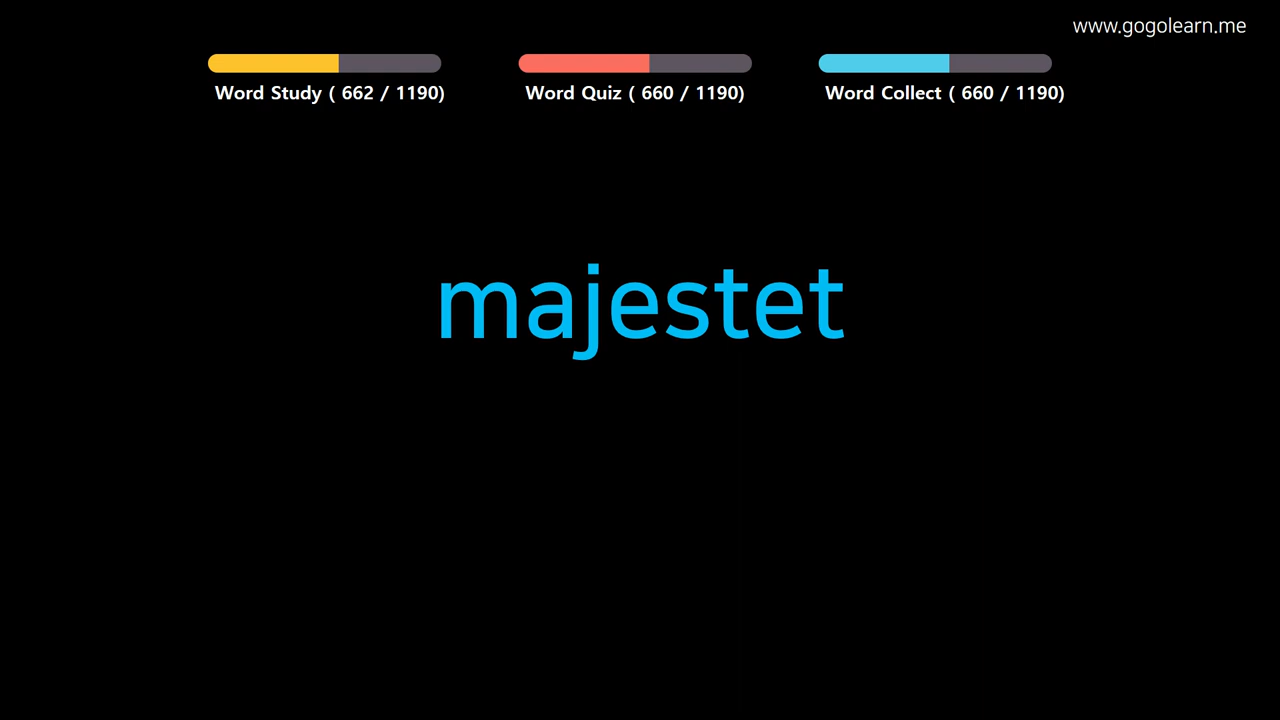 www.gogolearn.me
Word Study ( 662 / 1190)
Word Quiz ( 660 / 1190)
Word Collect ( 660 / 1190)
majestet